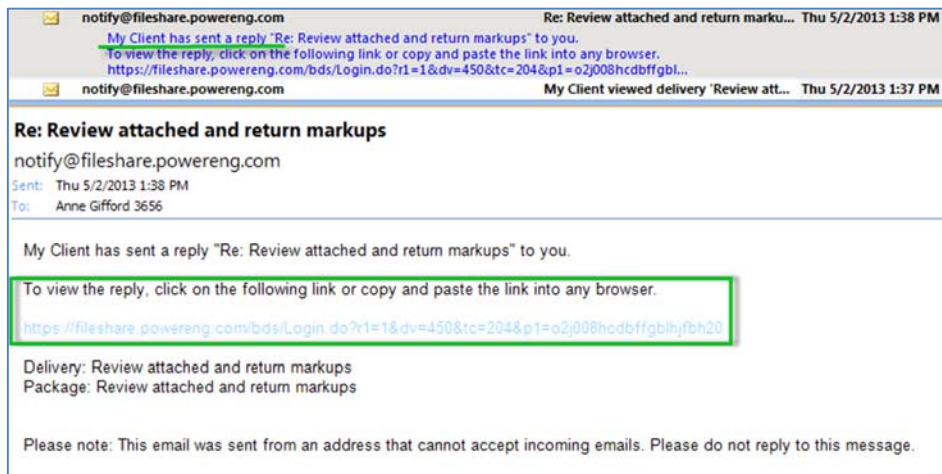 notify@fileshare.powereng.com Re: Review attached and return marku... Thu 5/2/2013 1:38 PM
My Client has sent a reply "Re: Review attached and return markups" to you.
To view the reply, click on the following link or copy and paste the link into any browser.
https://fileshare.powereng.com/bds/Login.do?r1=1&dv=450&tc=204&p1=o2j008hcdbffgbl...
notify@fileshare.powereng.com My Client viewed delivery 'Review att... Thu 5/2/2013 1:37 PM
Re: Review attached and return markups
notify@fileshare.powereng.com
Sent: Thu 5/2/2013 1:38 PM
To: Anne Gifford 3656
My Client has sent a reply "Re: Review attached and return markups" to you.
To view the reply, click on the following link or copy and paste the link into any browser.
https://fileshare.powereng.com/bds/Login.do?r1=1&dv=450&tc=204&p1=o2j008hcdbffgblhjfbh20
Delivery: Review attached and return markups
Package: Review attached and return markups
Please note: This email was sent from an address that cannot accept incoming emails. Please do not reply to this message.